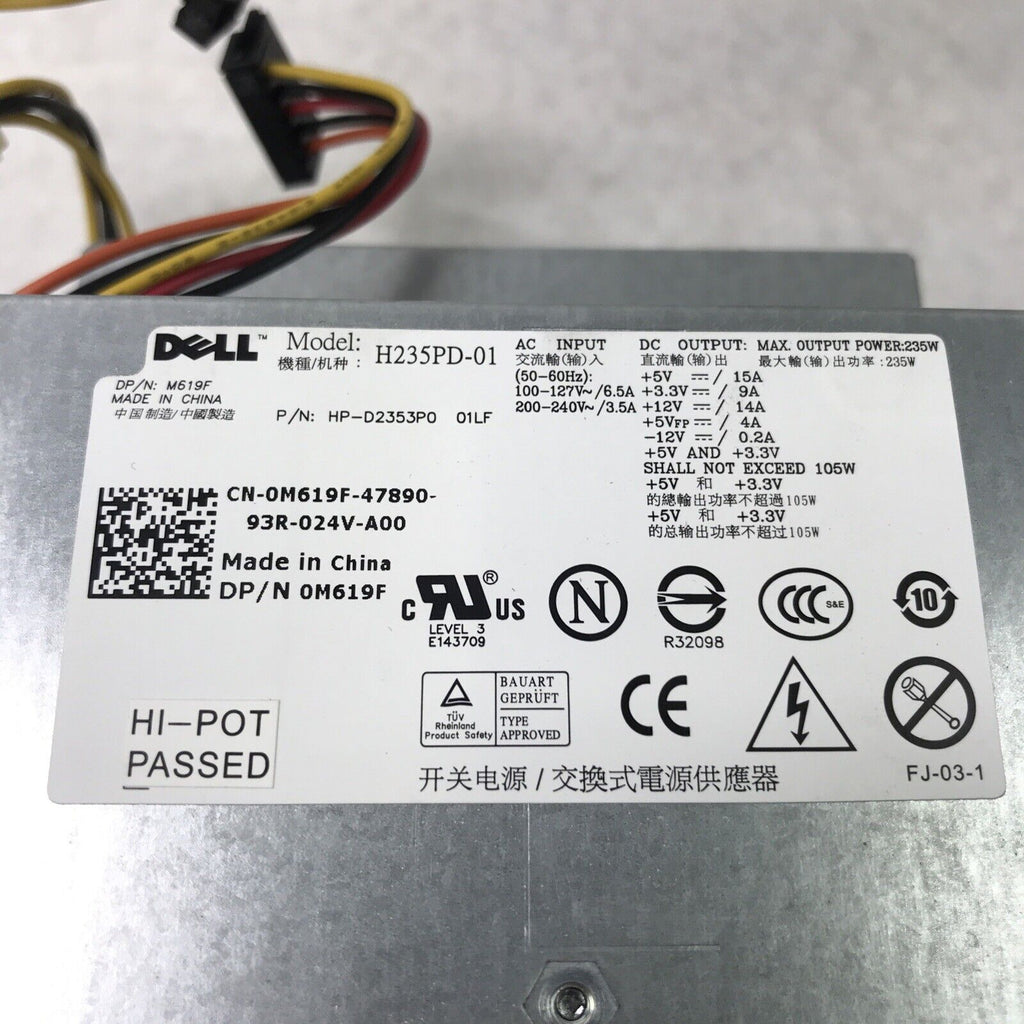 DELL™ Model: H235PD-01
機種/机种：
DP/N: M619F
MADE IN CHINA
中国制造/中國製造
P/N: HP-D2353P0 01LF
AC INPUT
交流輸(输)入
(50-60Hz):
100-127V~/6.5A
200-240V~/3.5A
DC OUTPUT: MAX. OUTPUT POWER:235W
直流輸(输)出 最大輸(输)出功率:235W
+5V ⎓/ 15A
+3.3V ⎓/ 9A
+12V ⎓/ 14A
+5VFP ⎓/ 4A
-12V ⎓/ 0.2A
+5V AND +3.3V
SHALL NOT EXCEED 105W
+5V 和 +3.3V
的總輸出功率不超過105W
+5V 和 +3.3V
的总输出功率不超过105W
CN-0M619F-47890-
93R-024V-A00
Made in China
DP/N 0M619F
c RU® US
LEVEL 3
E143709
N
R32098
CCC S&E
10
TÜV
Rheinland
Product Safety
BAUART
GEPRÜFT
TYPE
APPROVED
CE
HI-POT
PASSED
开关电源/交換式電源供應器
FJ-03-1